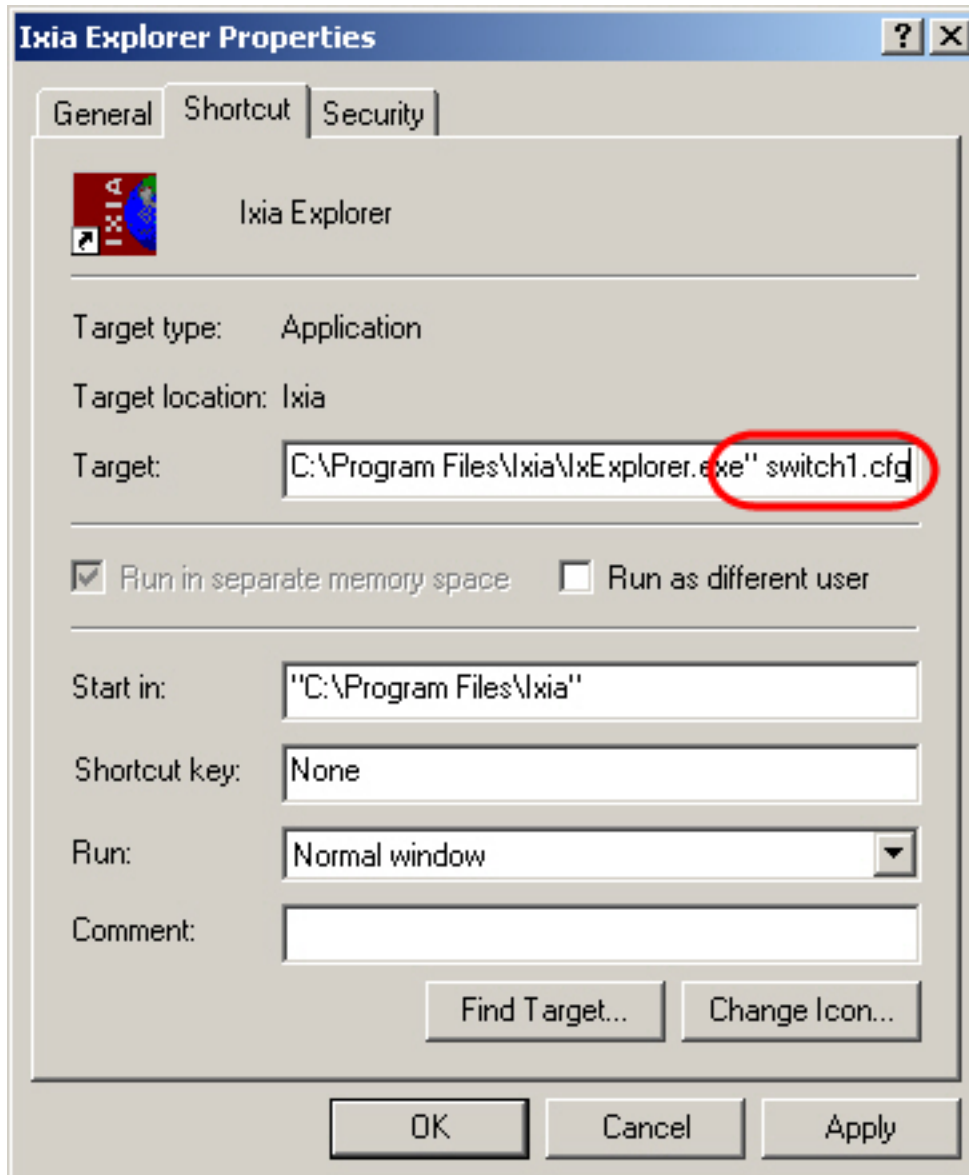 Ixia Explorer Properties
General Shortcut Security
IXIA
Ixia Explorer
Target type: Application
Target location: Ixia
Target: C:\Program Files\Ixia\IxExplorer.exe" switch1.cfg
Run in separate memory space Run as different user
Start in: "C:\Program Files\Ixia"
Shortcut key: None
Run: Normal window
Comment:
Find Target... Change Icon...
OK Cancel Apply